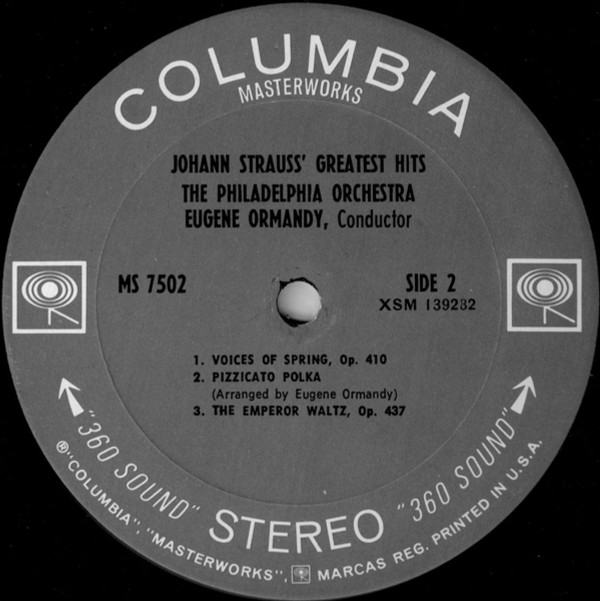 COLUMBIA
MASTERWORKS
JOHANN STRAUSS' GREATEST HITS
THE PHILADELPHIA ORCHESTRA
EUGENE ORMANDY, Conductor
MS 7502
SIDE 2
XSM 139282
1. VOICES OF SPRING, Op. 410
2. PIZZICATO POLKA
(Arranged by Eugene Ormandy)
3. THE EMPEROR WALTZ, Op. 437
"360 SOUND" STEREO "360 SOUND"
Ⓡ "COLUMBIA", "MASTERWORKS", MARCAS REG. PRINTED IN U.S.A.